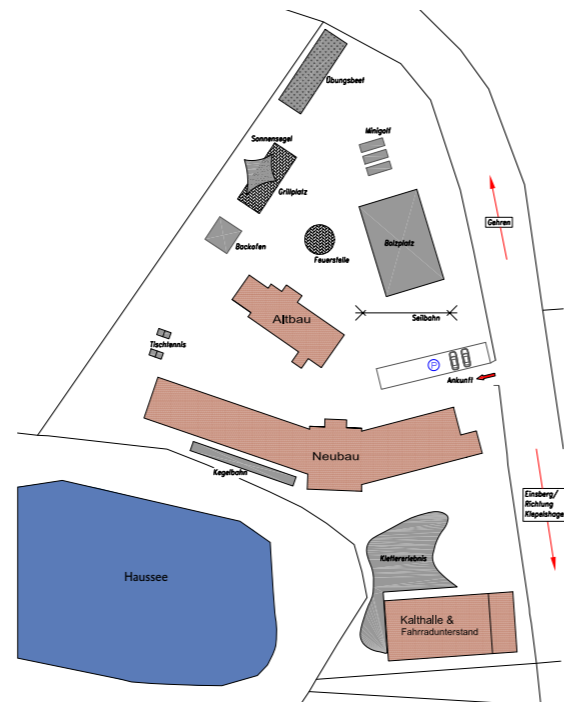 Übungsbeet
Sonnensegel
Minigolf
Grillplatz
Gehren
Backofen
Feuerstelle
Bolzplatz
Altbau
Seilbahn
Tischtennis
P
Ankunft
Neubau
Kegelbahn
Einsberg/
Richtung
Klepelshage
Klettererlebnis
Haussee
Kalthalle &
Fahrradunterstand